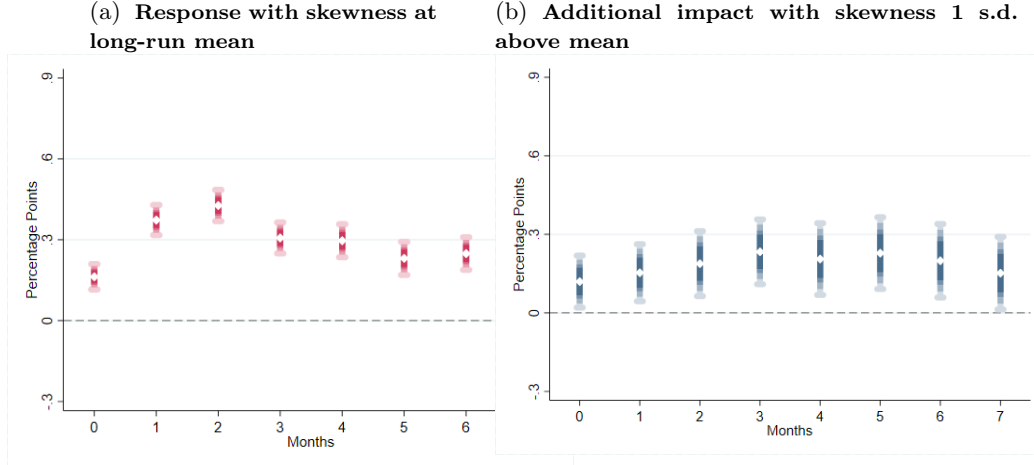 (a) Response with skewness at
long-run mean
Percentage Points
.9
.6
.3
0
-.3
0 1 2 3 4 5 6
Months
(b) Additional impact with skewness 1 s.d.
above mean
Percentage Points
.9
.6
.3
0
-.3
0 1 2 3 4 5 6 7
Months